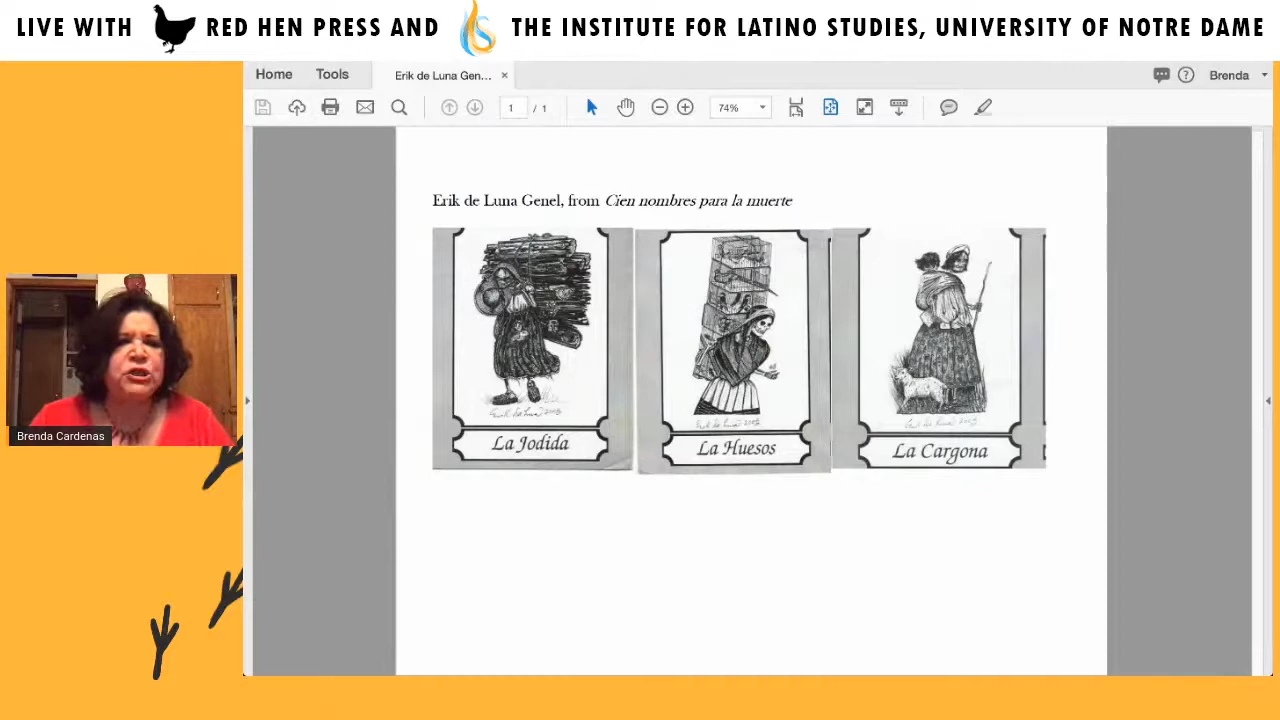 LIVE WITH RED HEN PRESS AND THE INSTITUTE FOR LATINO STUDIES, UNIVERSITY OF NOTRE DAME
Home Tools Erik de Luna Gen... × Brenda
1 / 1 74%
Erik de Luna Genel, from Cien nombres para la muerte
La Jodida
La Huesos
La Cargona
Brenda Cardenas